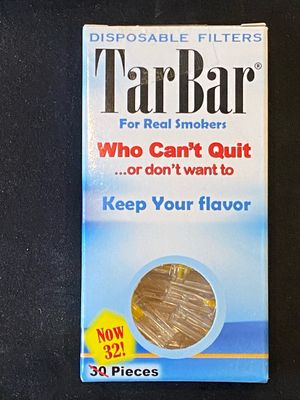 DISPOSABLE FILTERS
TarBar®
For Real Smokers
Who Can't Quit
...or don't want to
Keep Your flavor
Now
32!
30 Pieces